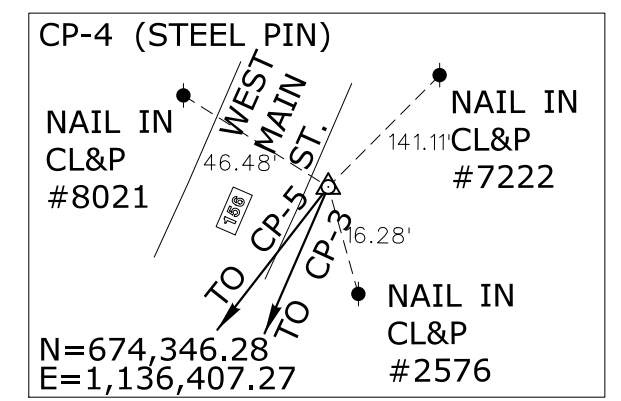 CP-4 (STEEL PIN)
WEST
MAIN
ST.
NAIL IN
CL&P
#8021
46.48'
156
141.11'
NAIL IN
CL&P
#7222
TO CP-5
TO CP-3
16.28'
NAIL IN
CL&P
#2576
N=674,346.28
E=1,136,407.27